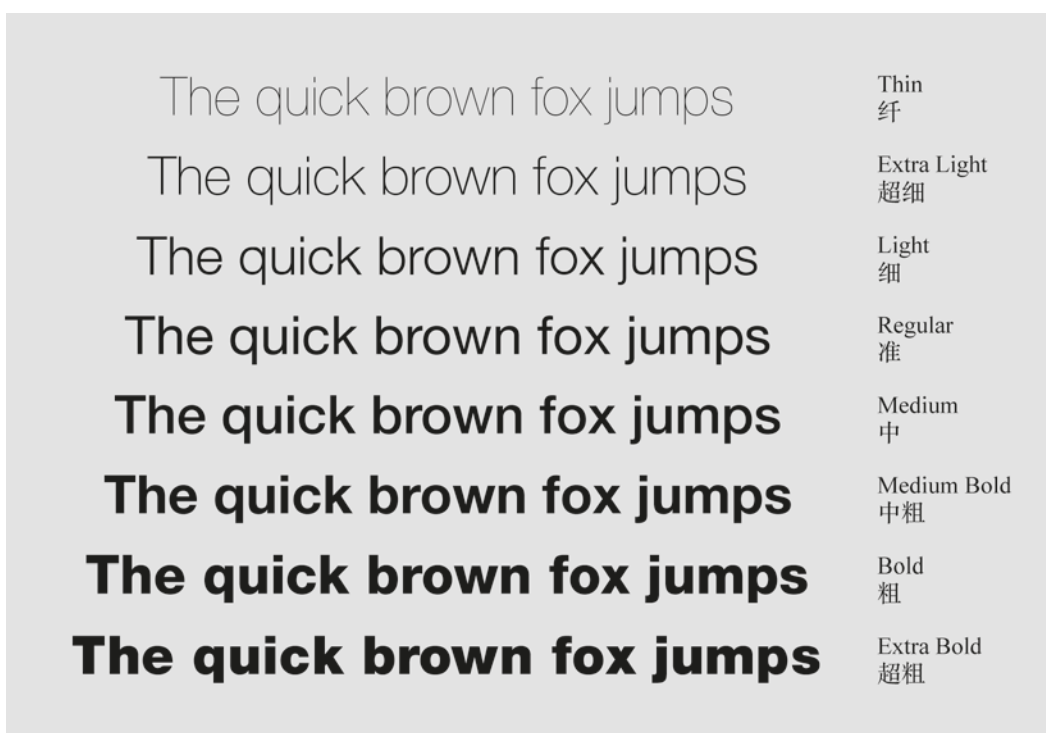 The quick brown fox jumps
Thin
纤
The quick brown fox jumps
Extra Light
超细
The quick brown fox jumps
Light
细
The quick brown fox jumps
Regular
准
The quick brown fox jumps
Medium
中
The quick brown fox jumps
Medium Bold
中粗
The quick brown fox jumps
Bold
粗
The quick brown fox jumps
Extra Bold
超粗